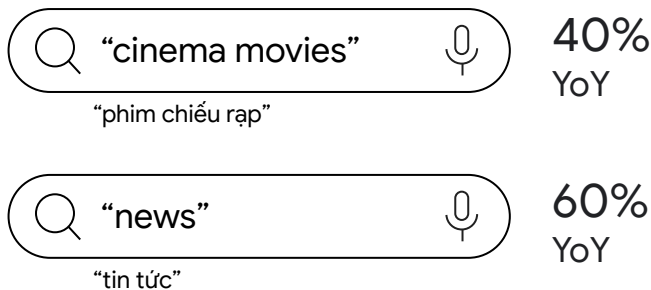 “cinema movies”
40%
YoY
“phim chiếu rạp”
“news”
60%
YoY
“tin tức”